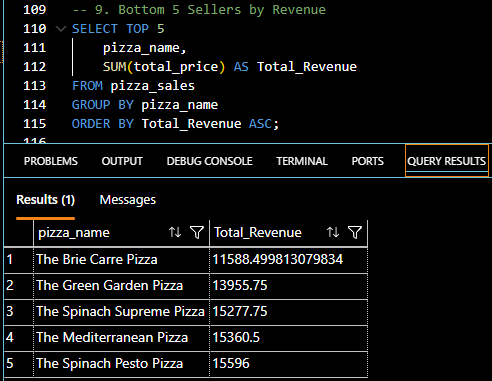 109 -- 9. Bottom 5 Sellers by Revenue
110 SELECT TOP 5
111 pizza_name,
112 SUM(total_price) AS Total_Revenue
113 FROM pizza_sales
114 GROUP BY pizza_name
115 ORDER BY Total_Revenue ASC;
116
PROBLEMS OUTPUT DEBUG CONSOLE TERMINAL PORTS QUERY RESULTS
Results (1) Messages
pizza_name Total_Revenue
1 The Brie Carre Pizza 11588.499813079834
2 The Green Garden Pizza 13955.75
3 The Spinach Supreme Pizza 15277.75
4 The Mediterranean Pizza 15360.5
5 The Spinach Pesto Pizza 15596